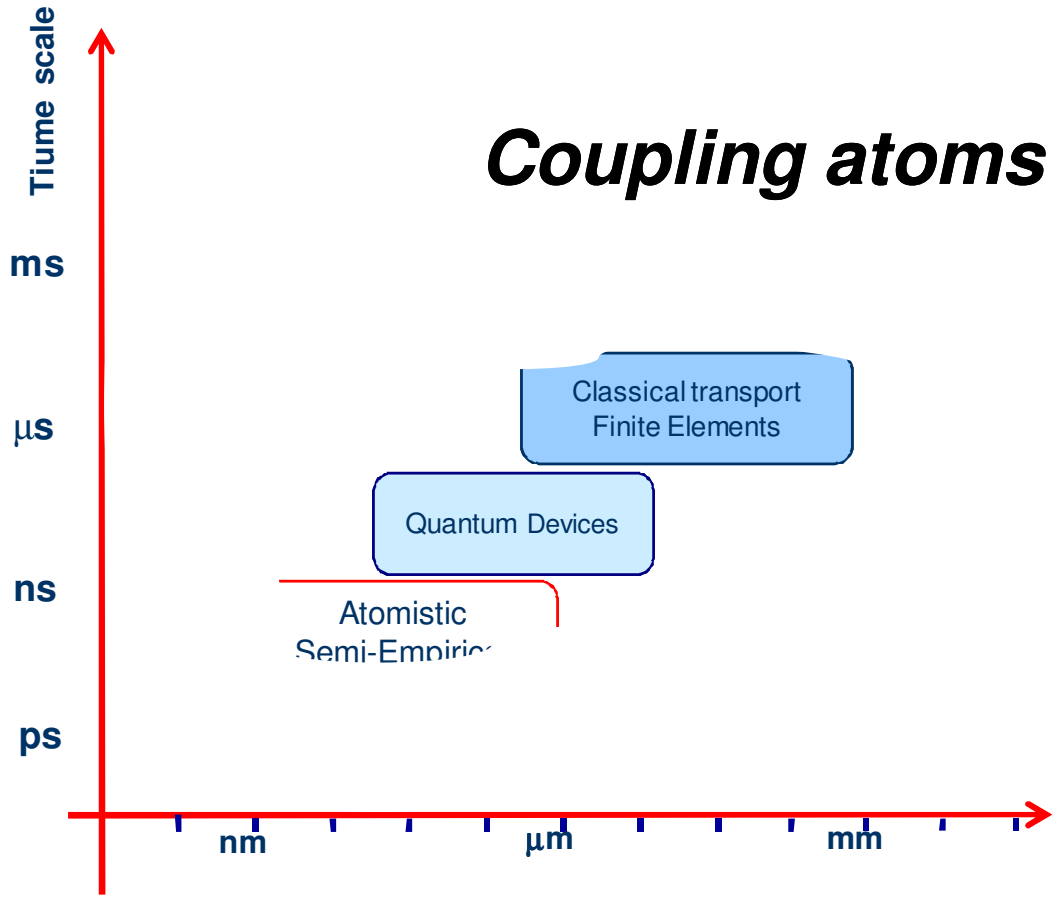 Tiume scale
Coupling atoms
ms
Classical transport
Finite Elements
μs
Quantum Devices
ns
Atomistic
ps
nm
μm
mm